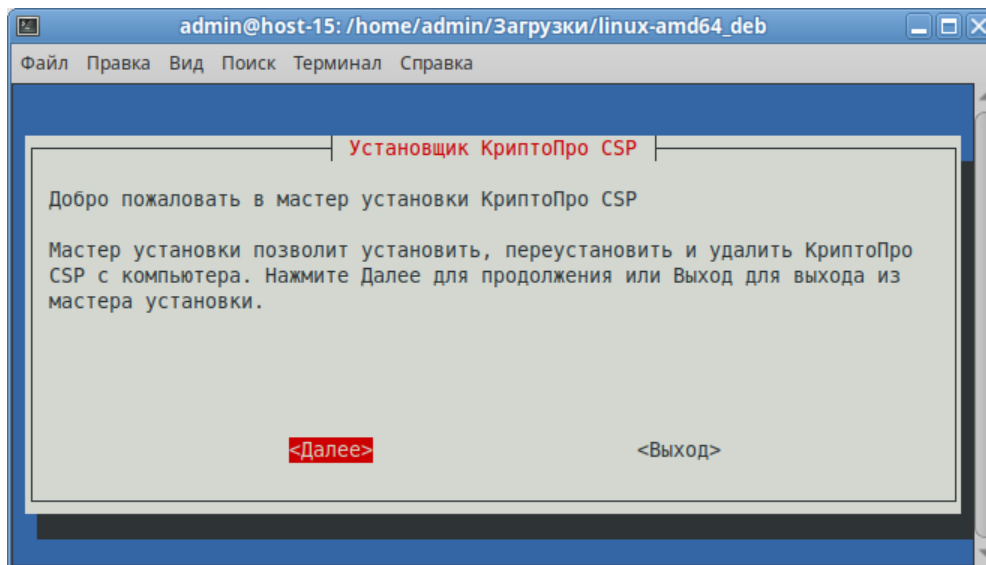 admin@host-15: /home/admin/Загрузки/linux-amd64_deb
Файл Правка Вид Поиск Терминал Справка
Установщик КриптоПро CSP
Добро пожаловать в мастер установки КриптоПро CSP
Мастер установки позволит установить, переустановить и удалить КриптоПро
CSP с компьютера. Нажмите Далее для продолжения или Выход для выхода из
мастера установки.
<Далее> <Выход>